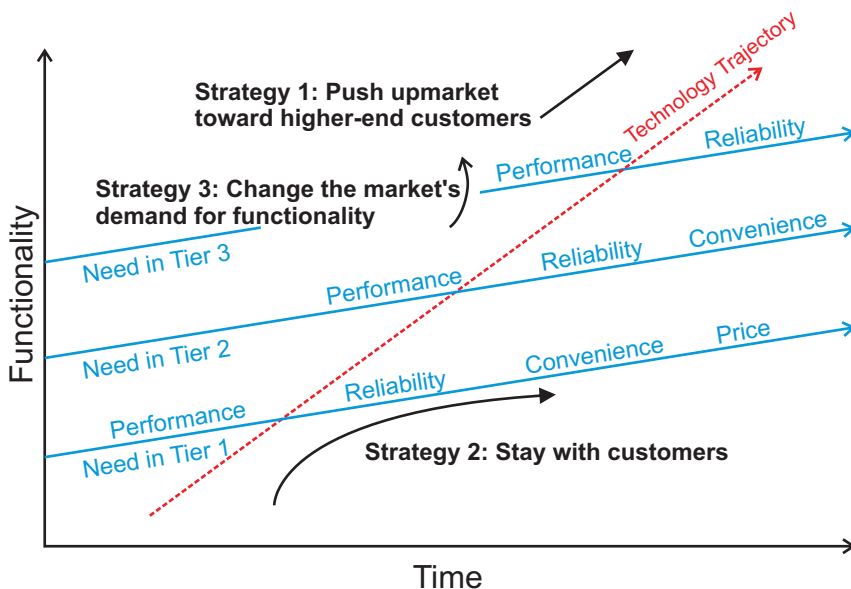 Technology Trajectory
Strategy 1: Push upmarket
toward higher-end customers
Performance
Reliability
Strategy 3: Change the market's
demand for functionality
Need in Tier 3
Performance
Reliability
Convenience
Need in Tier 2
Performance
Reliability
Convenience
Price
Need in Tier 1
Strategy 2: Stay with customers
Functionality
Time